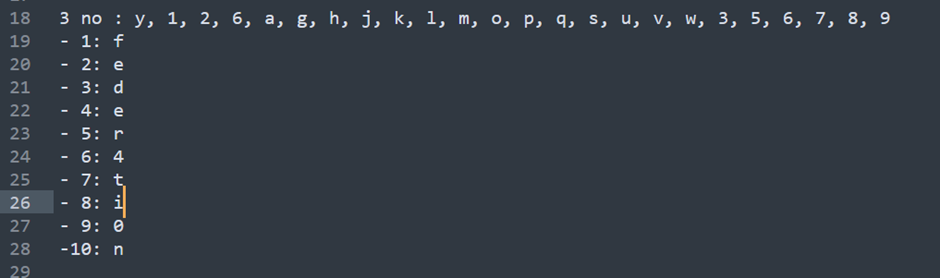 18 3 no : y, 1, 2, 6, a, g, h, j, k, l, m, o, p, q, s, u, v, w, 3, 5, 6, 7, 8, 9
19 - 1: f
20 - 2: e
21 - 3: d
22 - 4: e
23 - 5: r
24 - 6: 4
25 - 7: t
26 - 8: i
27 - 9: 0
28 -10: n
29